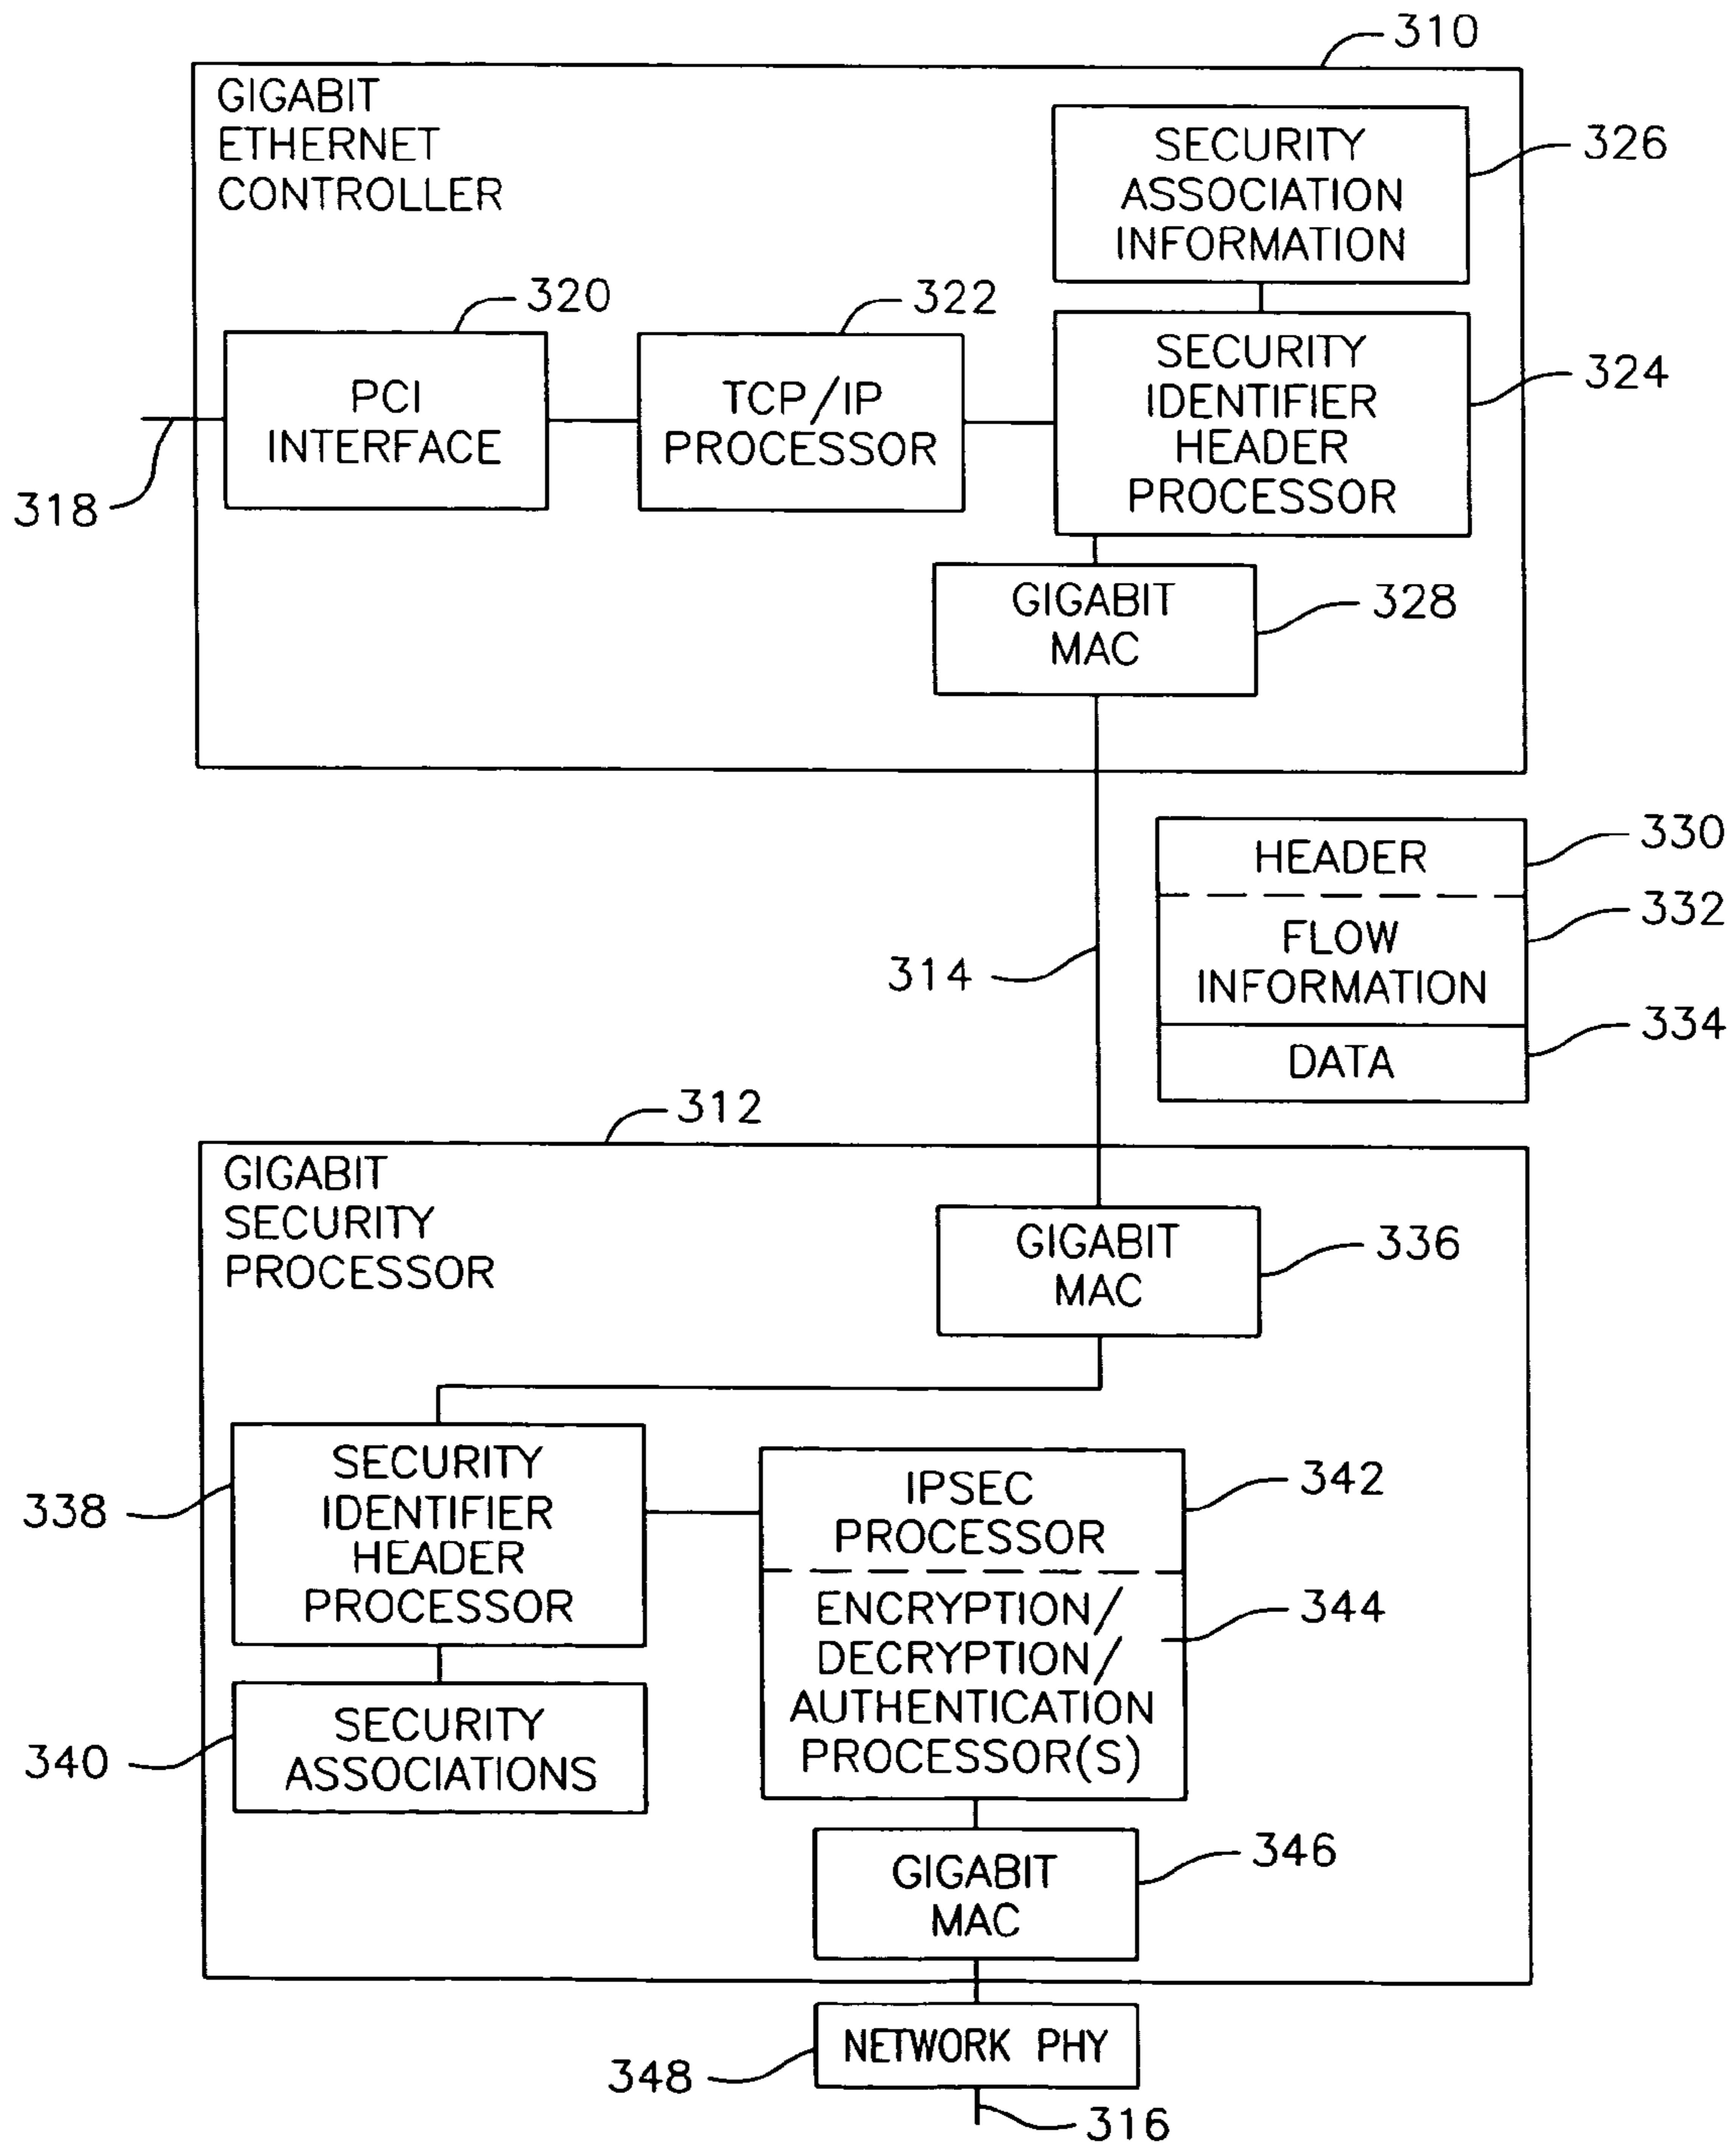 310
GIGABIT
ETHERNET
CONTROLLER
SECURITY
ASSOCIATION
INFORMATION
326
320
322
PCI
INTERFACE
TCP/IP
PROCESSOR
SECURITY
IDENTIFIER
HEADER
PROCESSOR
324
318
GIGABIT
MAC
328
HEADER
330
FLOW
INFORMATION
332
314
DATA
334
312
GIGABIT
SECURITY
PROCESSOR
GIGABIT
MAC
336
SECURITY
IDENTIFIER
HEADER
PROCESSOR
338
IPSEC
PROCESSOR
342
ENCRYPTION/
DECRYPTION/
AUTHENTICATION
PROCESSOR(S)
344
SECURITY
ASSOCIATIONS
340
GIGABIT
MAC
346
NETWORK PHY
348
316